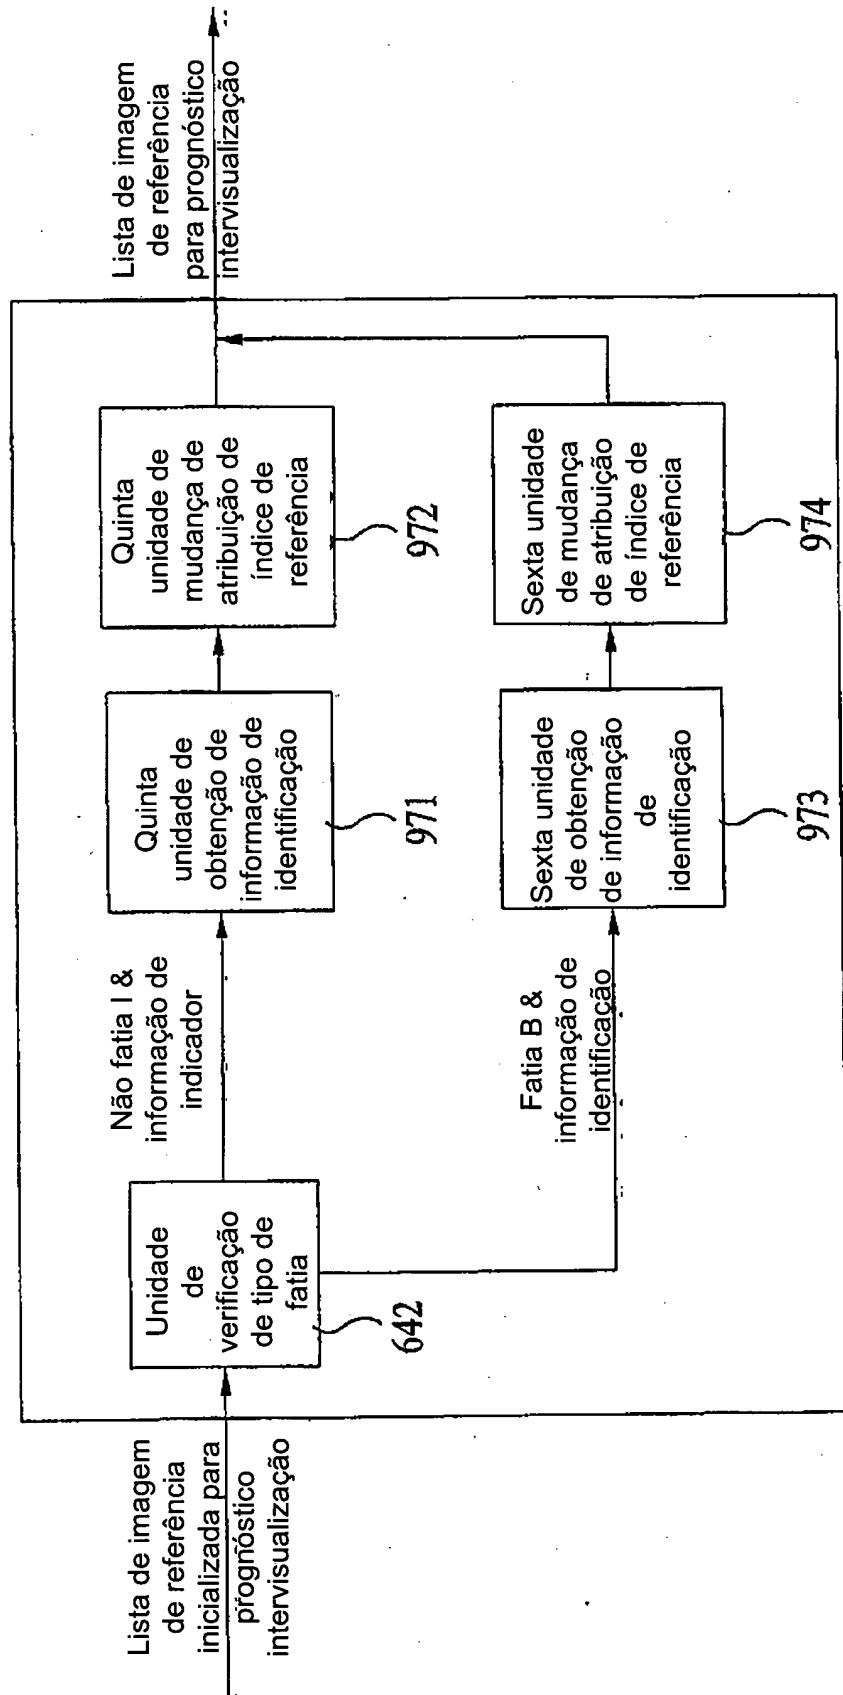 Lista de imagem
de referência
inicializada para
prognóstico
intervisualização
Unidade
de
verificação
de tipo de
fatia
642
Não fatia I &
informação de
indicador
Quinta
unidade de
obtenção de
informação de
identificação
971
Quinta
unidade de
mudança de
atribuição de
índice de
referência
972
Lista de imagem
de referência
para prognóstico
intervisualização
Fatia B &
informação de
identificação
Sexta unidade
de obtenção
de informação
de
identificação
973
Sexta unidade
de mudança
de atribuição
de índice de
referência
974